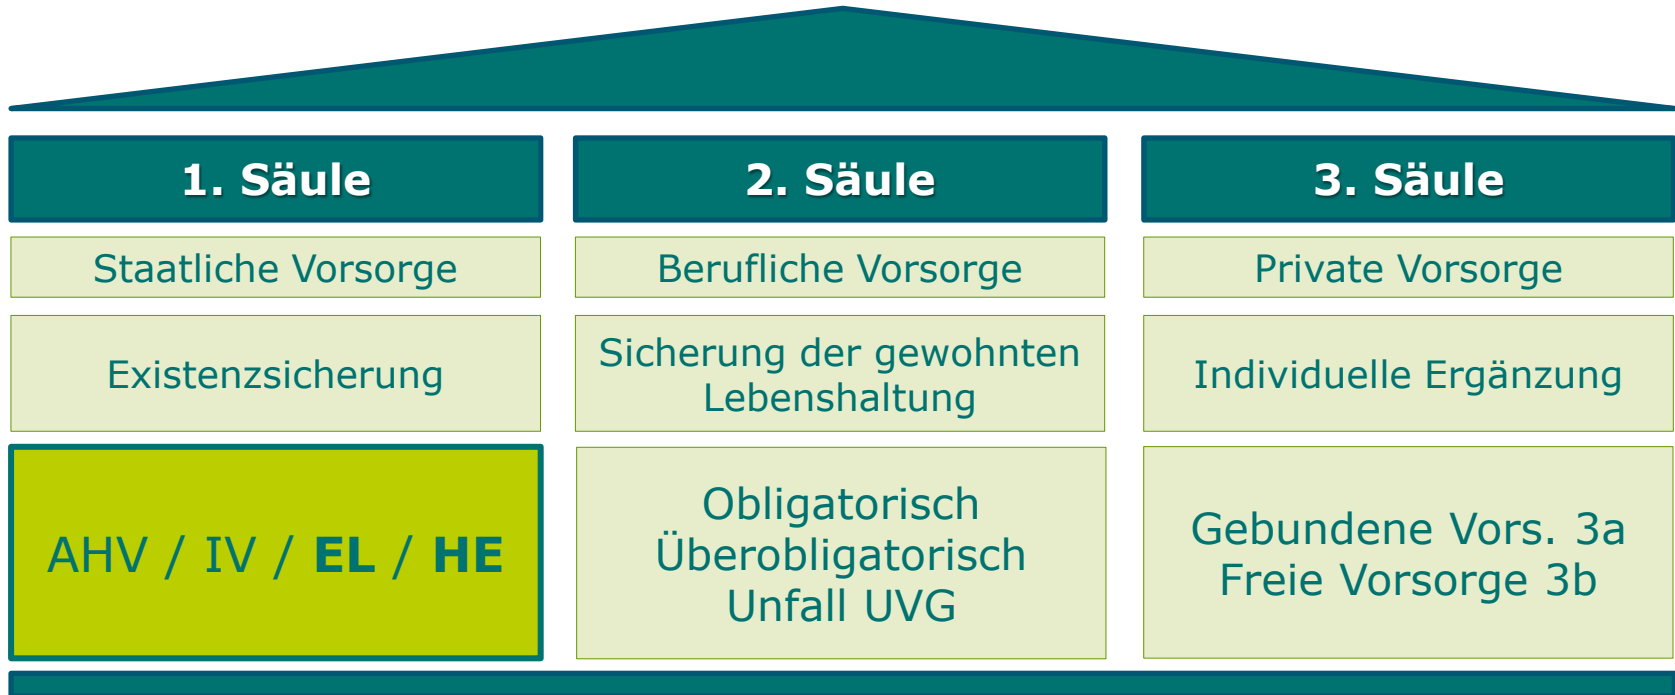 1. Säule
2. Säule
3. Säule
Staatliche Vorsorge
Berufliche Vorsorge
Private Vorsorge
Existenzsicherung
Sicherung der gewohnten
Lebenshaltung
Individuelle Ergänzung
AHV / IV / EL / HE
Obligatorisch
Überobligatorisch
Unfall UVG
Gebundene Vors. 3a
Freie Vorsorge 3b